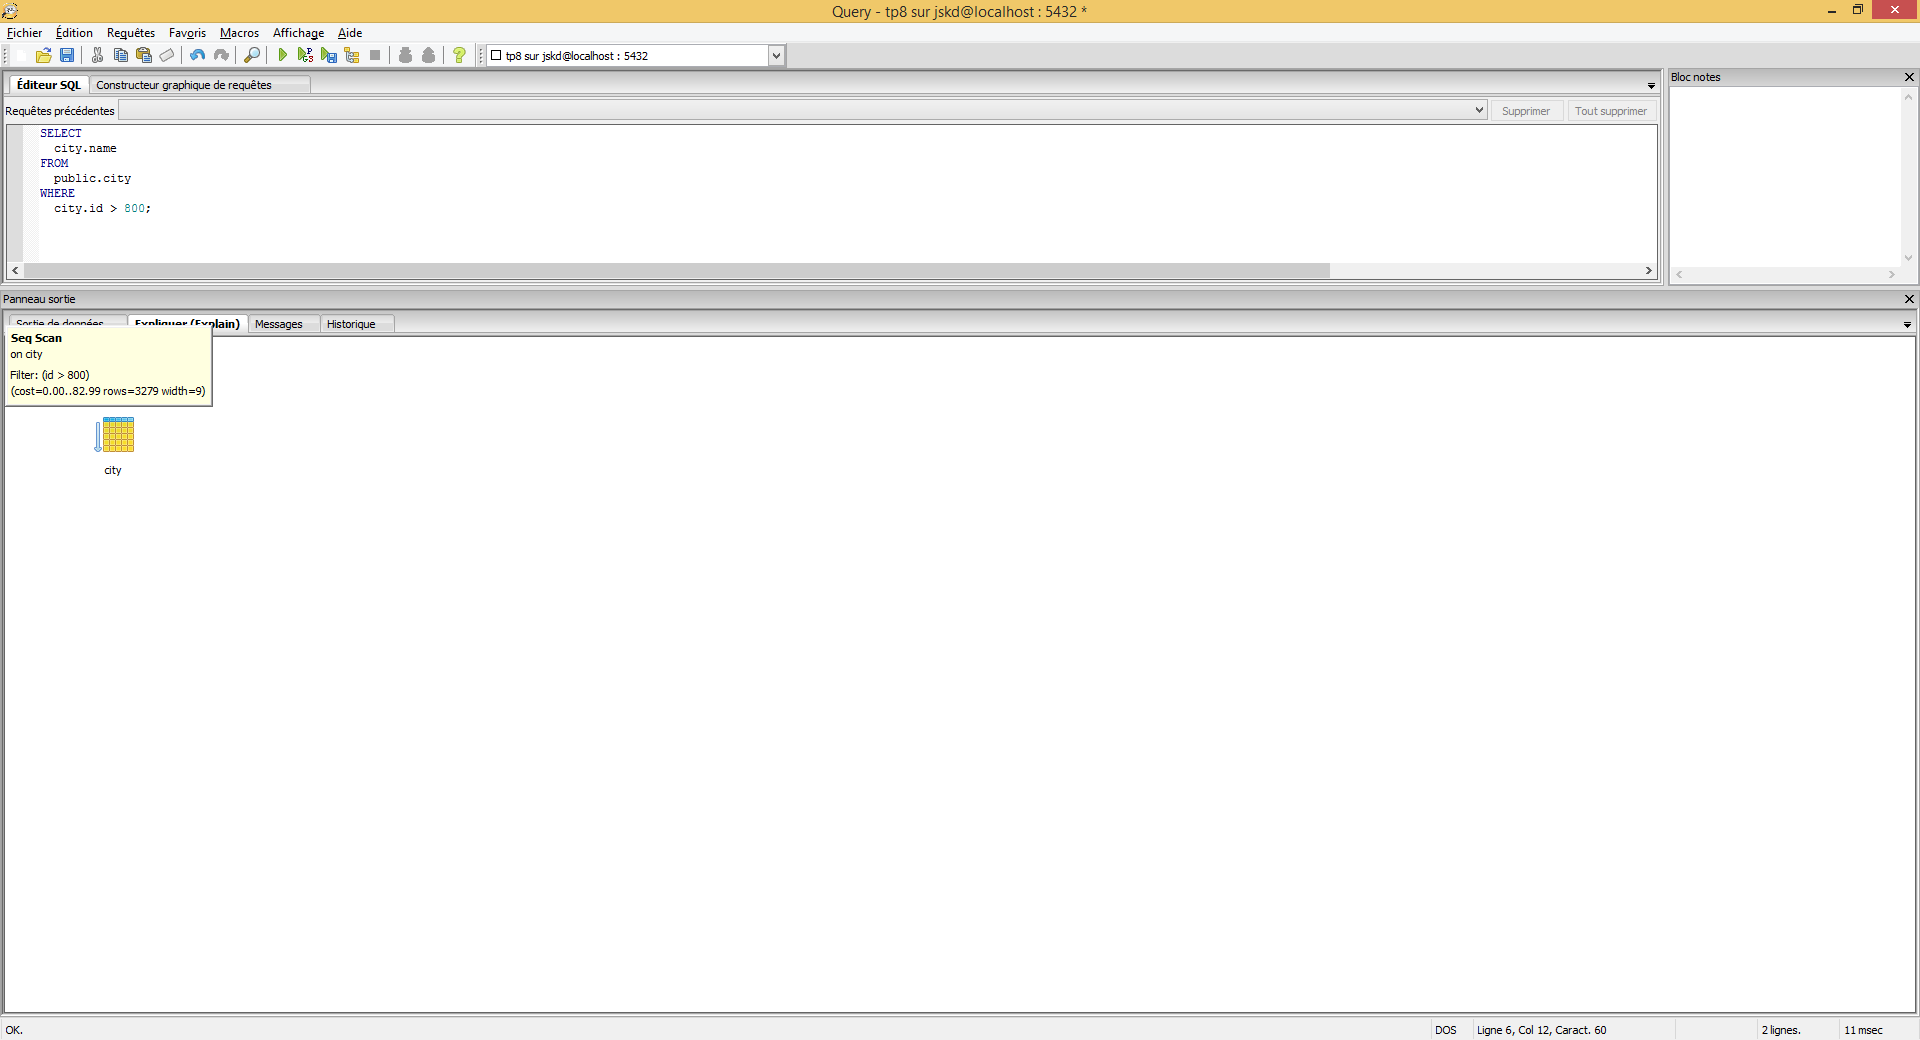 Query - tp8 sur jskd@localhost : 5432 *
Fichier Édition Requêtes Favoris Macros Affichage Aide
tp8 sur jskd@localhost : 5432
Éditeur SQL Constructeur graphique de requêtes
Bloc notes
Requêtes précédentes Supprimer Tout supprimer
SELECT
city.name
FROM
public.city
WHERE
city.id > 800;
Panneau sortie
Sortie de données Expliquer (Explain) Messages Historique
Seq Scan
on city
Filter: (id > 800)
(cost=0.00..82.99 rows=3279 width=9)
city
OK. DOS Ligne 6, Col 12, Caract. 60 2 lignes. 11 msec